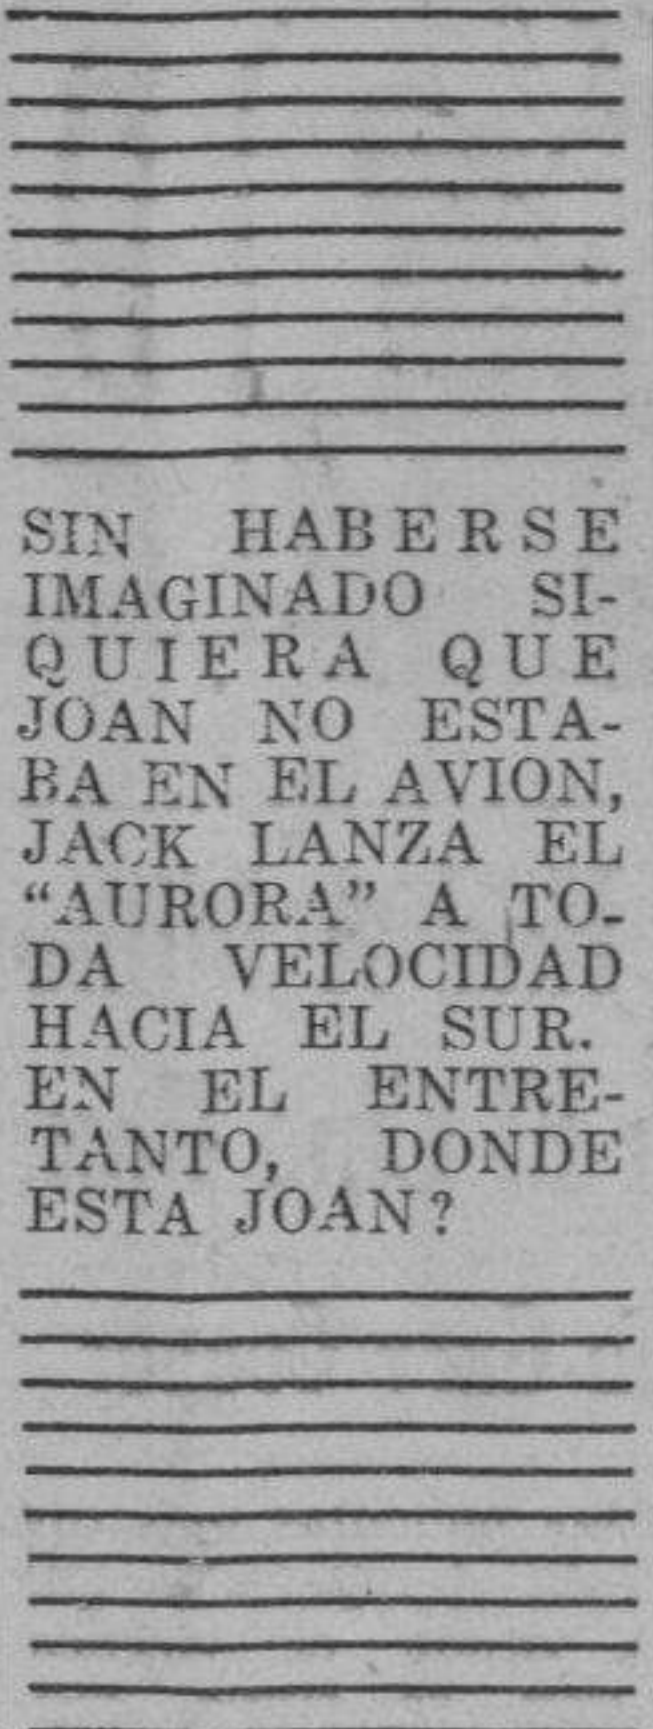 SIN HABERSE
IMAGINADO SI-
QUIERA QUE
JOAN NO ESTA-
BA EN EL AVION,
JACK LANZA EL
“AURORA” A TO-
DA VELOCIDAD
HACIA EL SUR.
EN EL ENTRE-
TANTO, DONDE
ESTA JOAN?